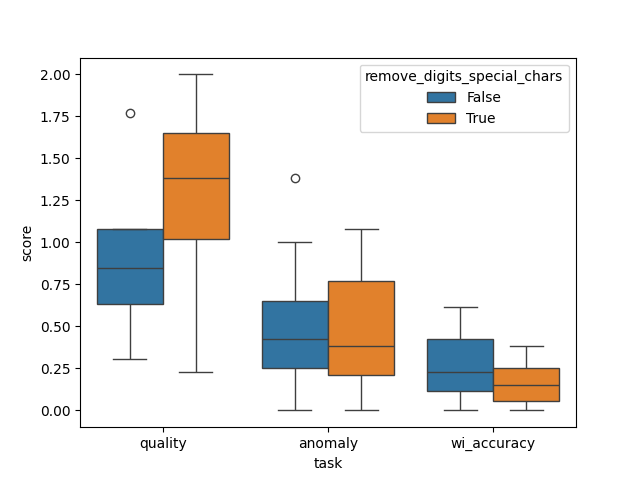 remove_digits_special_chars
False
True
score
2.00
1.75
1.50
1.25
1.00
0.75
0.50
0.25
0.00
quality anomaly wi_accuracy
task